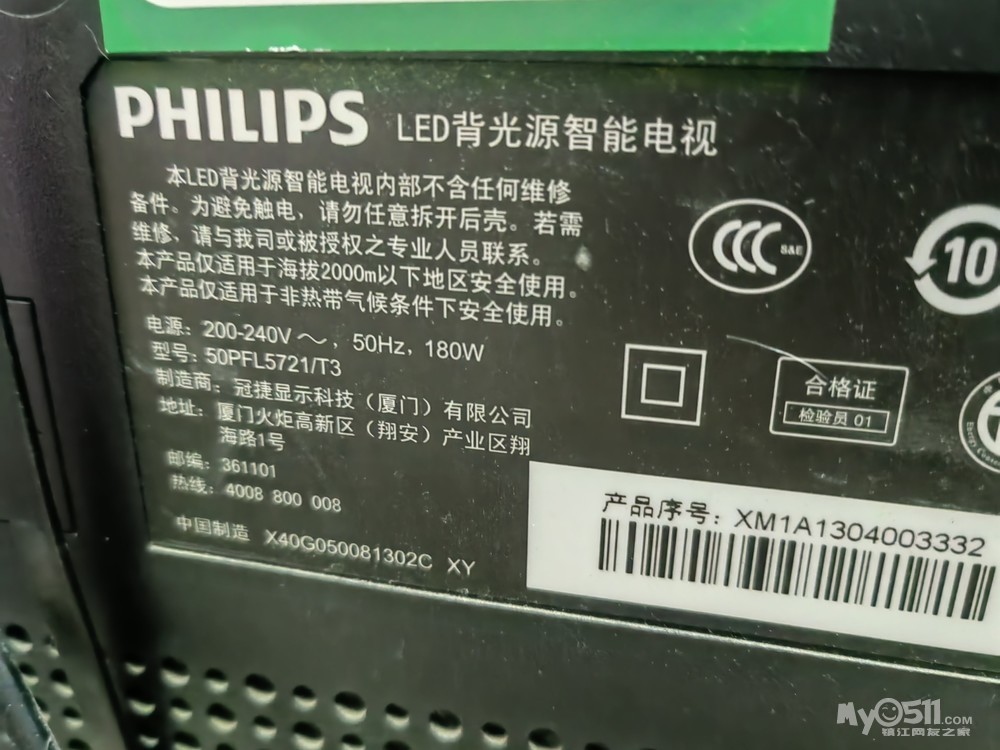 PHILIPS LED背光源智能电视
本LED背光源智能电视内部不含任何维修
备件。为避免触电，请勿任意拆开后壳。若需
维修，请与我司或被授权之专业人员联系。
本产品仅适用于海拔2000m以下地区安全使用。
本产品仅适用于非热带气候条件下安全使用。
CCC S&E
10
电源：200-240V～，50Hz，180W
型号：50PFL5721/T3
制造商：冠捷显示科技（厦门）有限公司
地址：厦门火炬高新区（翔安）产业区翔
海路1号
邮编：361101
热线：4008 800 008
中国制造 X40G050081302C XY
合格证
检验员 01
产品序号：XM1A1304003332
My0511.COM
镇江网友之家